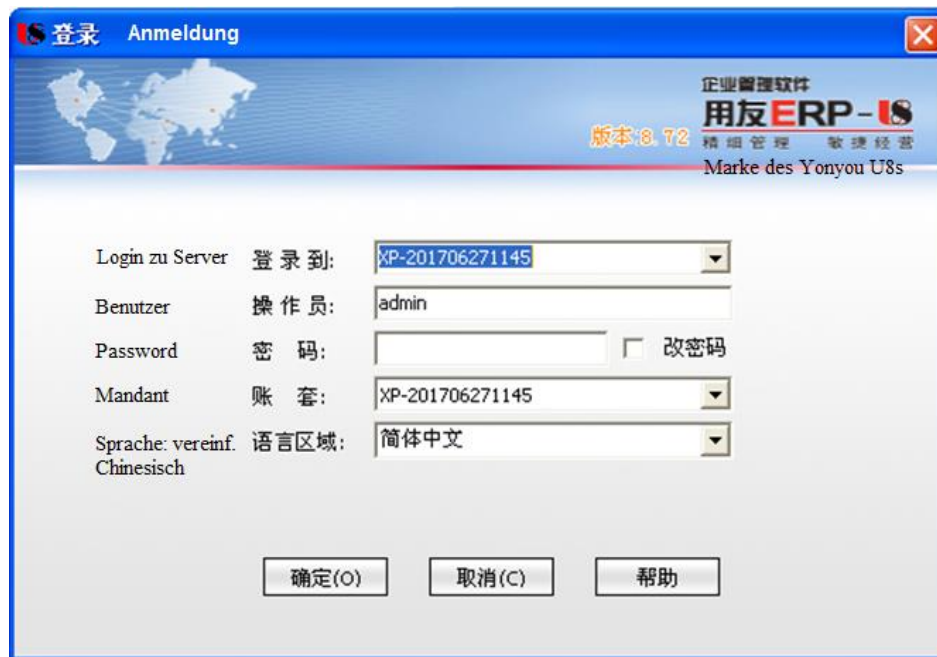 U8 登录 Anmeldung
企业管理软件
用友ERP-U8
版本:8.72
精细管理 敏捷经营
Marke des Yonyou U8s
Login zu Server 登录到: XP-201706271145
Benutzer 操作员: admin
Password 密 码: 改密码
Mandant 账 套: XP-201706271145
Sprache: vereinf. 语言区域: 简体中文
Chinesisch
确定(O) 取消(C) 帮助